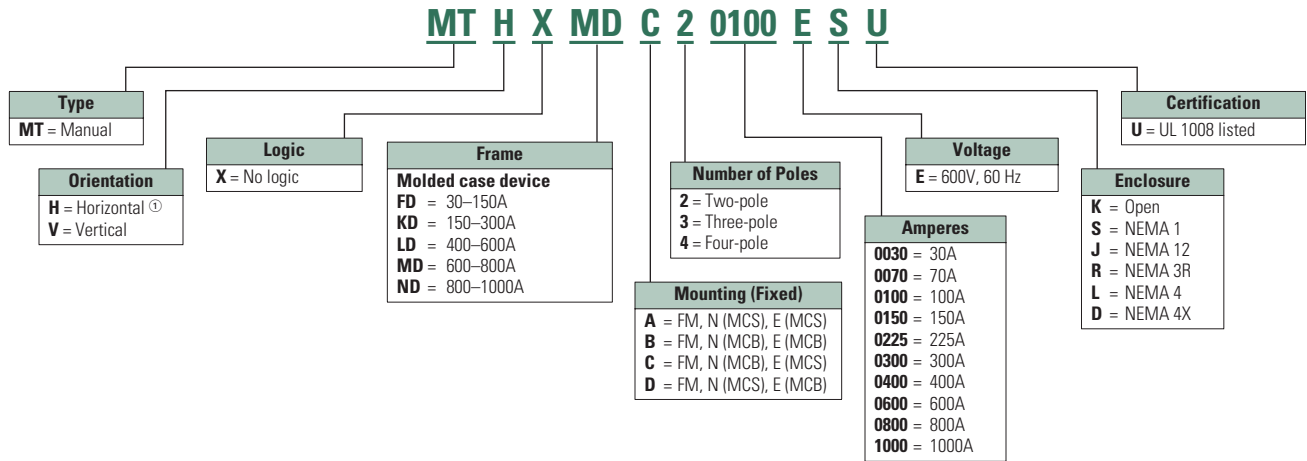 MT H X MD C 2 0100 E S U
Type
MT = Manual
Orientation
H = Horizontal ①
V = Vertical
Logic
X = No logic
Frame
Molded case device
FD = 30–150A
KD = 150–300A
LD = 400–600A
MD = 600–800A
ND = 800–1000A
Mounting (Fixed)
A = FM, N (MCS), E (MCS)
B = FM, N (MCB), E (MCB)
C = FM, N (MCB), E (MCS)
D = FM, N (MCS), E (MCB)
Number of Poles
2 = Two-pole
3 = Three-pole
4 = Four-pole
Amperes
0030 = 30A
0070 = 70A
0100 = 100A
0150 = 150A
0225 = 225A
0300 = 300A
0400 = 400A
0600 = 600A
0800 = 800A
1000 = 1000A
Voltage
E = 600V, 60 Hz
Enclosure
K = Open
S = NEMA 1
J = NEMA 12
R = NEMA 3R
L = NEMA 4
D = NEMA 4X
Certification
U = UL 1008 listed